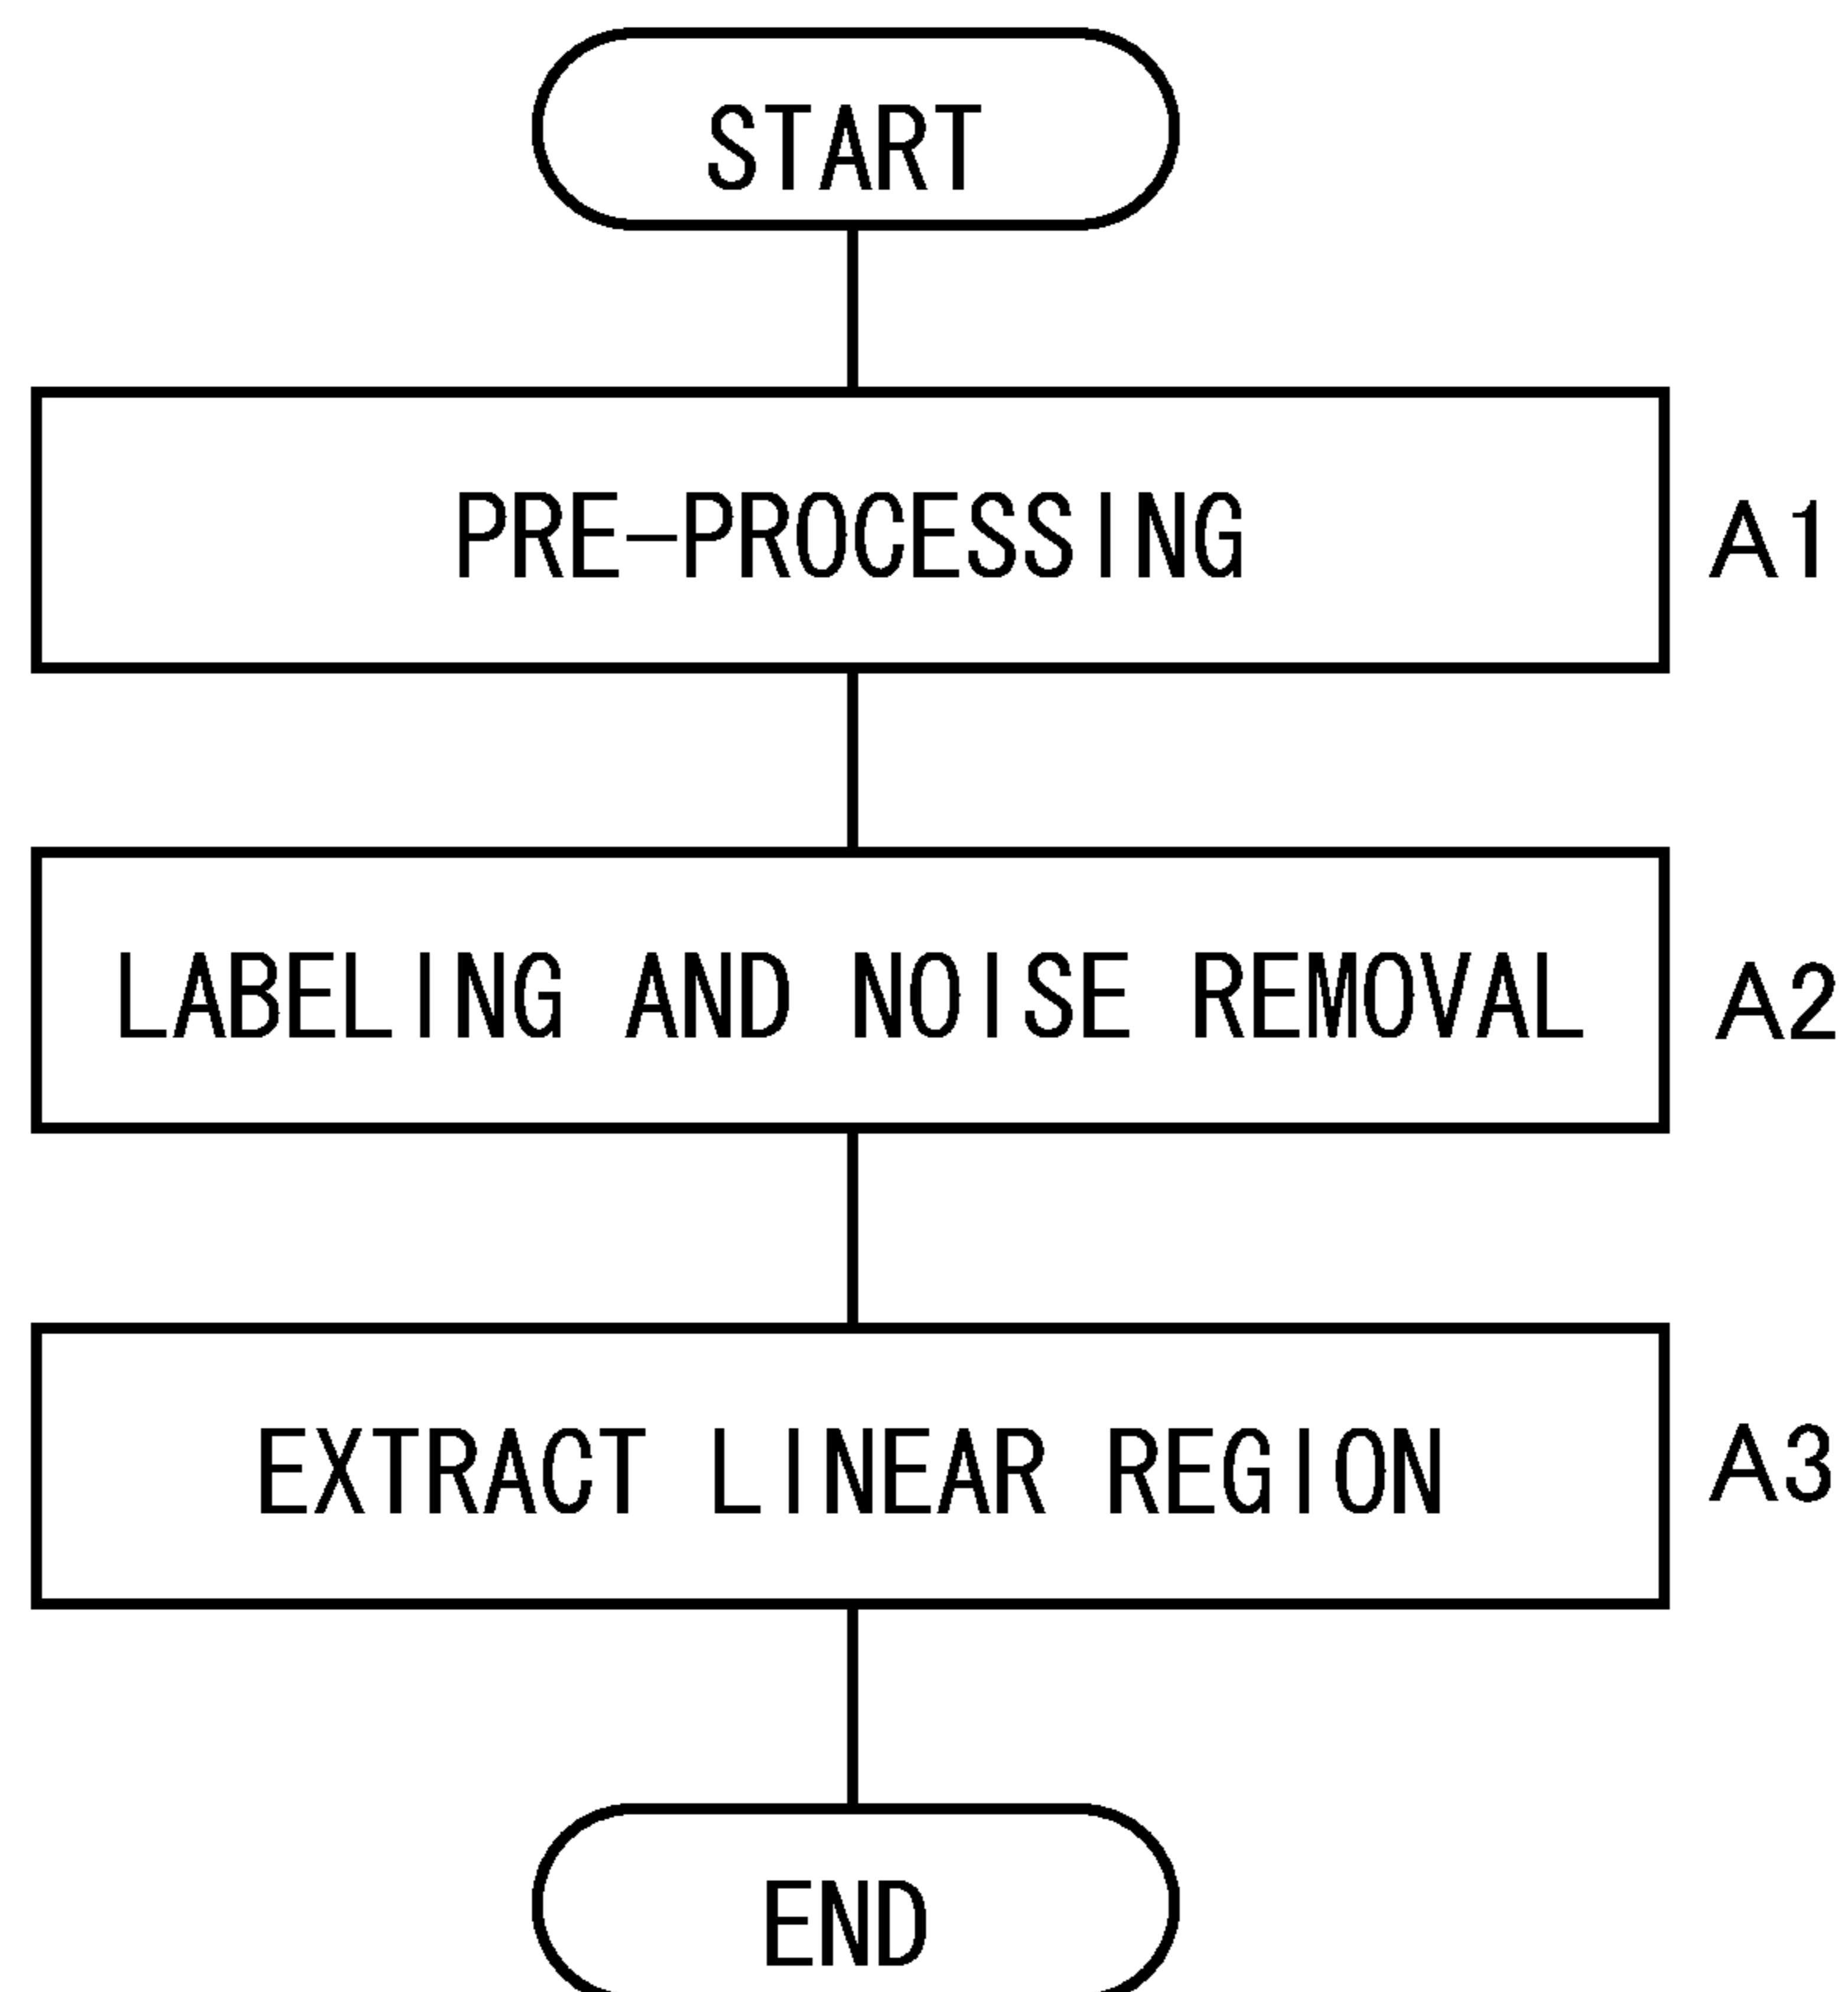 START
PRE-PROCESSING
A1
LABELING AND NOISE REMOVAL
A2
EXTRACT LINEAR REGION
A3
END